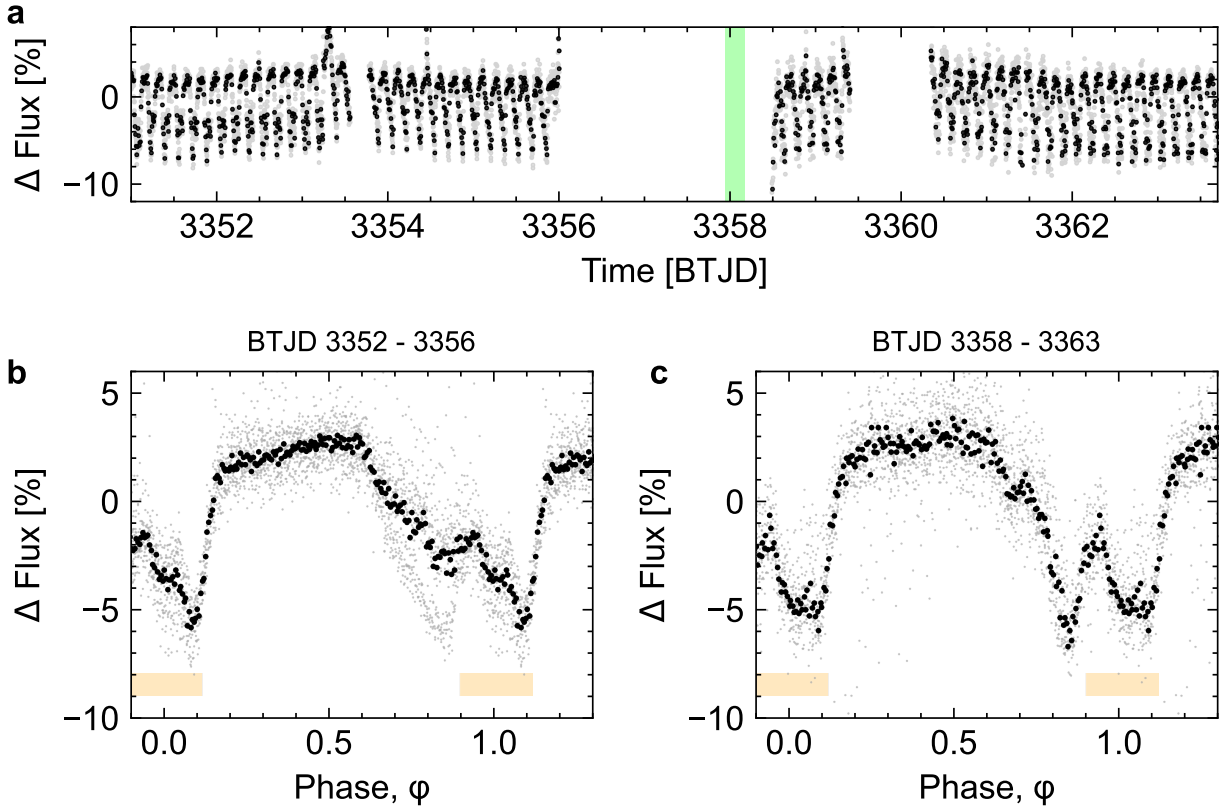 a
Δ Flux [%]
0
−10
3352 3354 3356 3358 3360 3362
Time [BTJD]
BTJD 3352 - 3356
b
Δ Flux [%]
5
0
−5
−10
0.0 0.5 1.0
Phase, φ
BTJD 3358 - 3363
c
Δ Flux [%]
5
0
−5
−10
0.0 0.5 1.0
Phase, φ